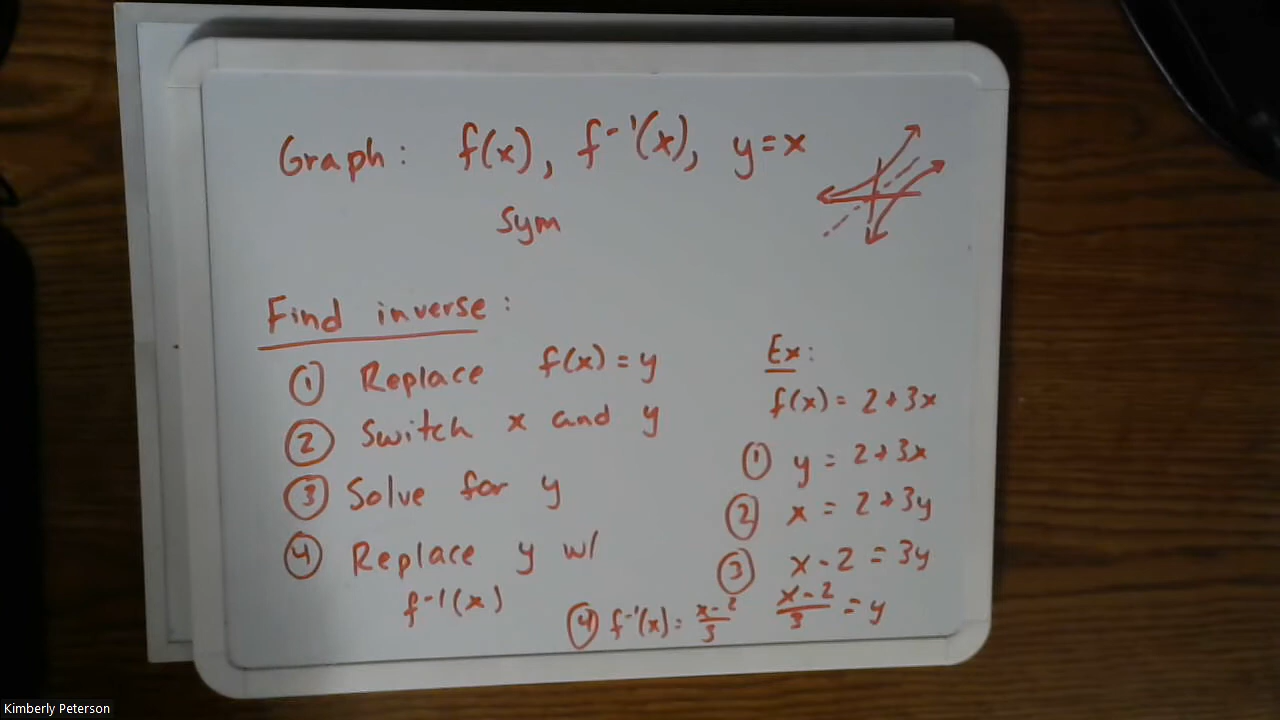 Graph: f(x), f⁻¹(x), y=x
Sym
Find inverse:
① Replace f(x) = y
② Switch x and y
③ Solve for y
④ Replace y w/
f⁻¹(x)
Ex:
f(x) = 2+3x
① y = 2+3x
② x = 2+3y
③ x-2 = 3y
x-2/3 = y
④ f⁻¹(x) = x-2/3
Kimberly Peterson